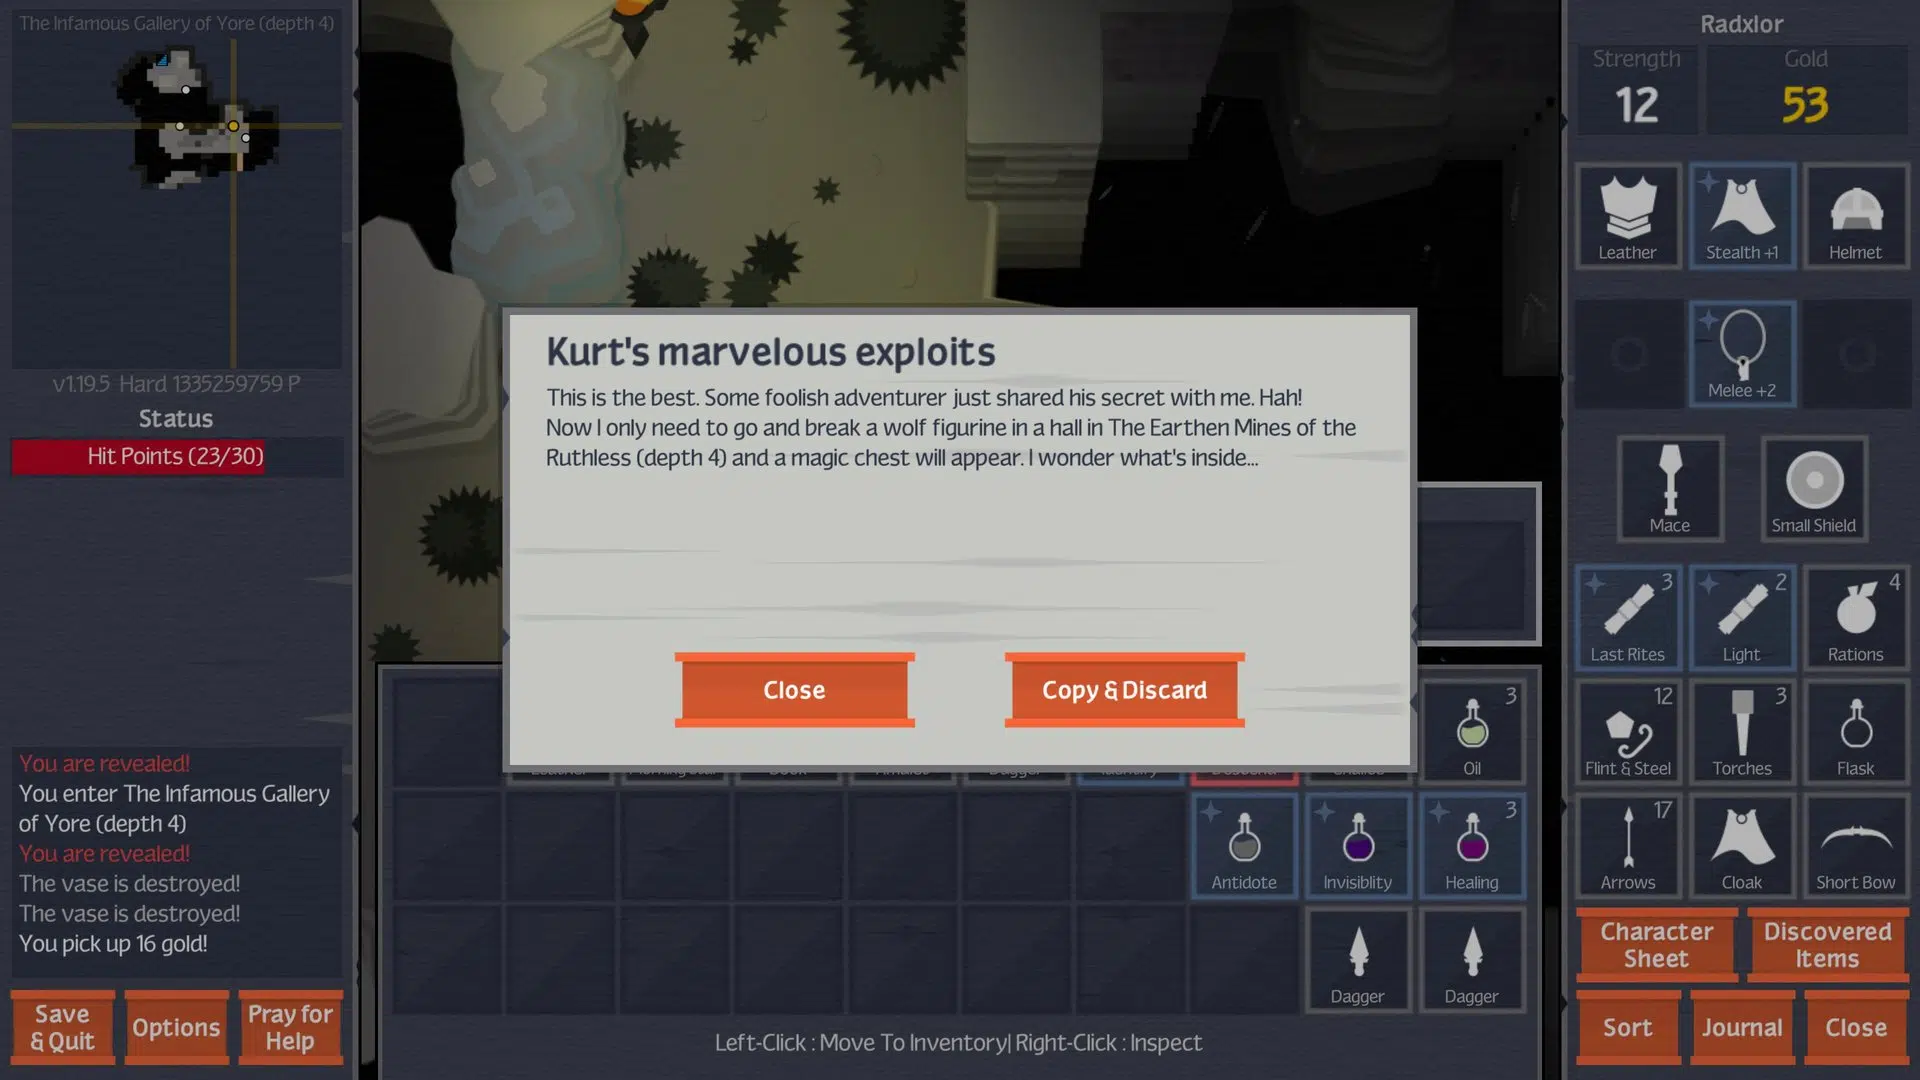 The Infamous Gallery of Yore (depth 4)
v1.19.5 Hard 1335259759 P
Status
Hit Points (23/30)
You are revealed!
You enter The Infamous Gallery
of Yore (depth 4)
You are revealed!
The vase is destroyed!
The vase is destroyed!
You pick up 16 gold!
Save
& Quit
Options
Pray for
Help
Kurt's marvelous exploits
This is the best. Some foolish adventurer just shared his secret with me. Hah!
Now I only need to go and break a wolf figurine in a hall in The Earthen Mines of the
Ruthless (depth 4) and a magic chest will appear. I wonder what's inside...
Close
Copy & Discard
3
Oil
Antidote
Invisiblity
3
Healing
Dagger
Dagger
Left-Click : Move To Inventory| Right-Click : Inspect
Radxlor
Strength
12
Gold
53
Leather
Stealth +1
Helmet
Melee +2
Mace
Small Shield
3
Last Rites
2
Light
4
Rations
12
Flint & Steel
3
Torches
Flask
17
Arrows
Cloak
Short Bow
Character
Sheet
Discovered
Items
Sort
Journal
Close